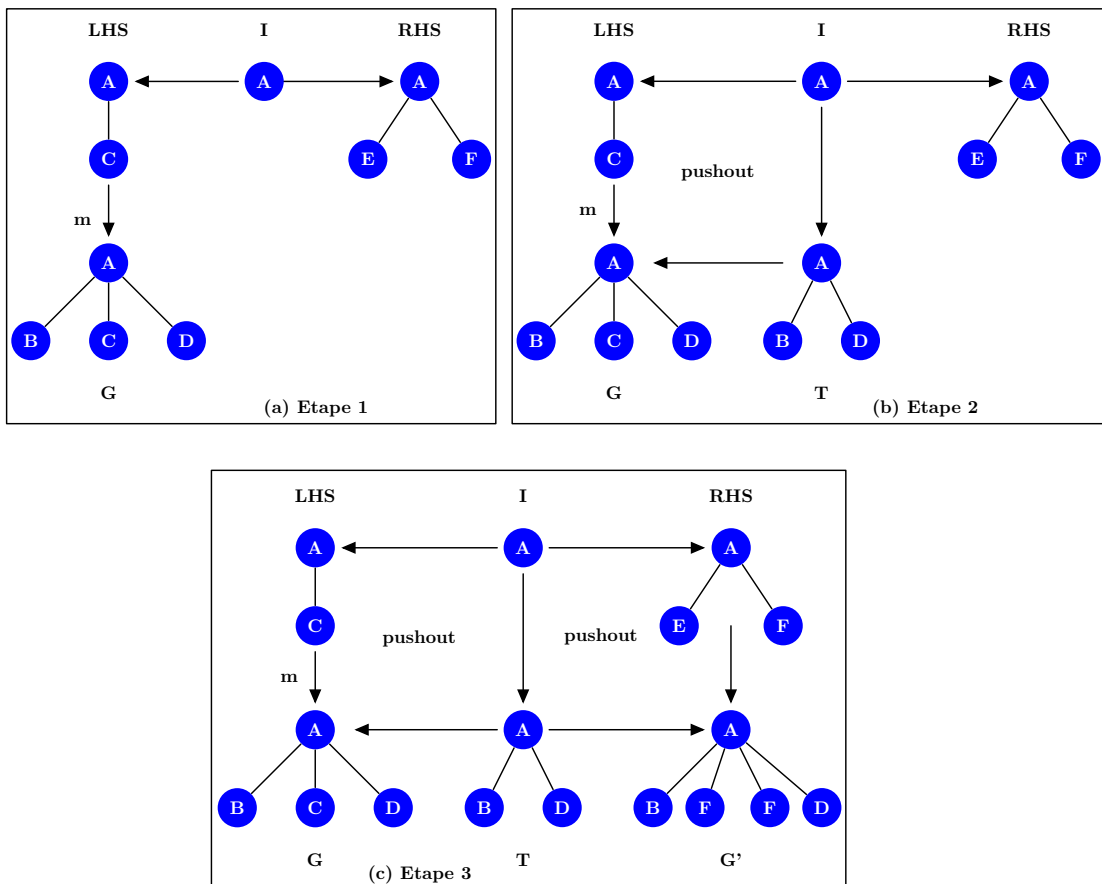 LHS I RHS
A A A
C E F
m
A
B C D
G
(a) Etape 1
LHS I RHS
A A A
C E F
pushout
m
A A
B C D B D
G T
(b) Etape 2
LHS I RHS
A A A
C E F
pushout pushout
m
A A A
B C D B D B F F D
G T G'
(c) Etape 3